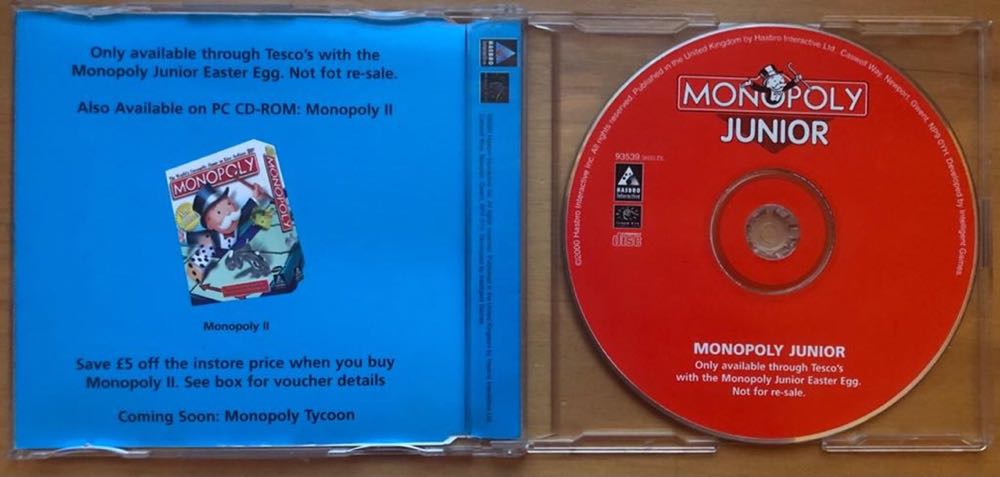 Only available through Tesco's with the
Monopoly Junior Easter Egg. Not fot re-sale.
Also Available on PC CD-ROM: Monopoly II
MONOPOLY
MONOPOLY
Monopoly II
Save £5 off the instore price when you buy
Monopoly II. See box for voucher details
Coming Soon: Monopoly Tycoon
HASBRO
Interactive
©2000 Hasbro Interactive Inc. All rights reserved. Published in the United Kingdom by Hasbro Interactive Ltd. Caswell Way, Newport, Gwent, NP9 0YH. Developed by Intelligent Games.
MONOPOLY
JUNIOR
93539
HASBRO
Interactive
disc
MONOPOLY JUNIOR
Only available through Tesco's
with the Monopoly Junior Easter Egg.
Not for re-sale.